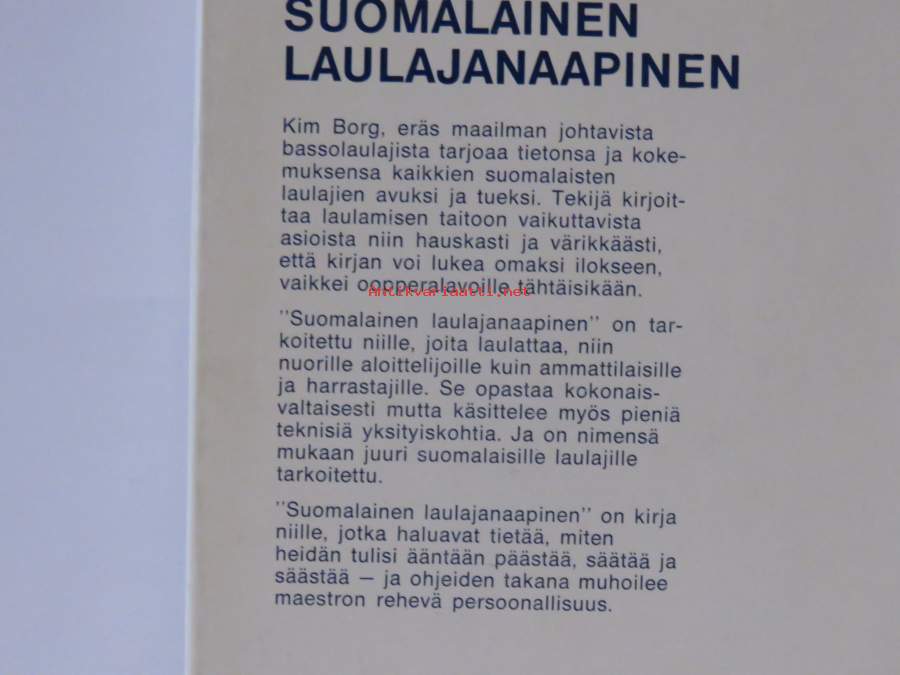 SUOMALAINEN
LAULAJANAAPINEN
Kim Borg, eräs maailman johtavista
bassolaulajista tarjoaa tietonsa ja koke-
muksensa kaikkien suomalaisten
laulajien avuksi ja tueksi. Tekijä kirjoit-
taa laulamisen taitoon vaikuttavista
asioista niin hauskasti ja värikkäästi,
että kirjan voi lukea omaksi ilokseen,
vaikkei oopperalavoille tähtäisikään.
Antikvariaatti.net
"Suomalainen laulajanaapinen" on tar-
koitettu niille, joita laulattaa, niin
nuorille aloittelijoille kuin ammattilaisille
ja harrastajille. Se opastaa kokonais-
valtaisesti mutta käsittelee myös pieniä
teknisiä yksityiskohtia. Ja on nimensä
mukaan juuri suomalaisille laulajille
tarkoitettu.
"Suomalainen laulajanaapinen" on kirja
niille, jotka haluavat tietää, miten
heidän tulisi ääntään päästää, säätää ja
säästää – ja ohjeiden takana muhoilee
maestron rehevä persoonallisuus.